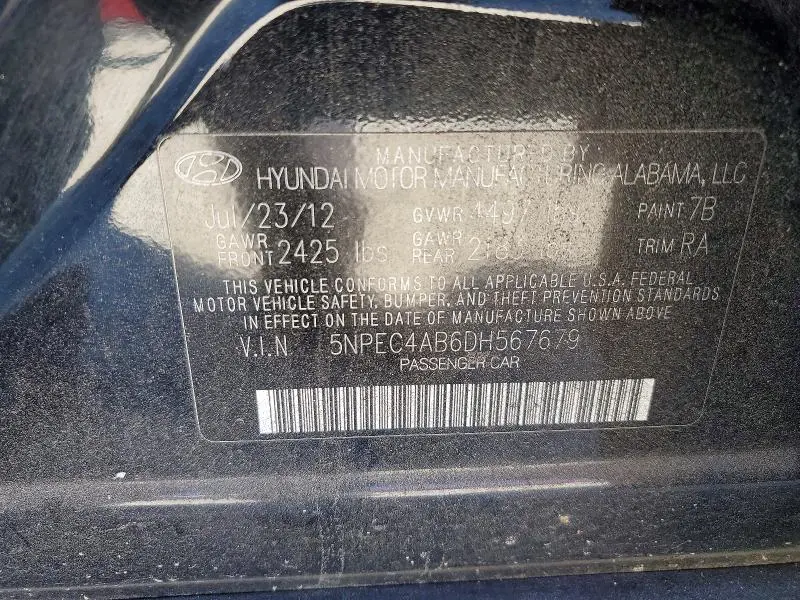 MANUFACTURED BY
HYUNDAI MOTOR MANUFACTURING ALABAMA, LLC
Jul/23/12 GVWR PAINT 7B
GAWR FRONT 2425 lbs GAWR REAR TRIM RA
THIS VEHICLE CONFORMS TO ALL APPLICABLE U.S.A. FEDERAL
MOTOR VEHICLE SAFETY, BUMPER, AND THEFT PREVENTION STANDARDS
IN EFFECT ON THE DATE OF MANUFACTURE SHOWN ABOVE.
V.I.N 5NPEC4AB6DH567679
PASSENGER CAR